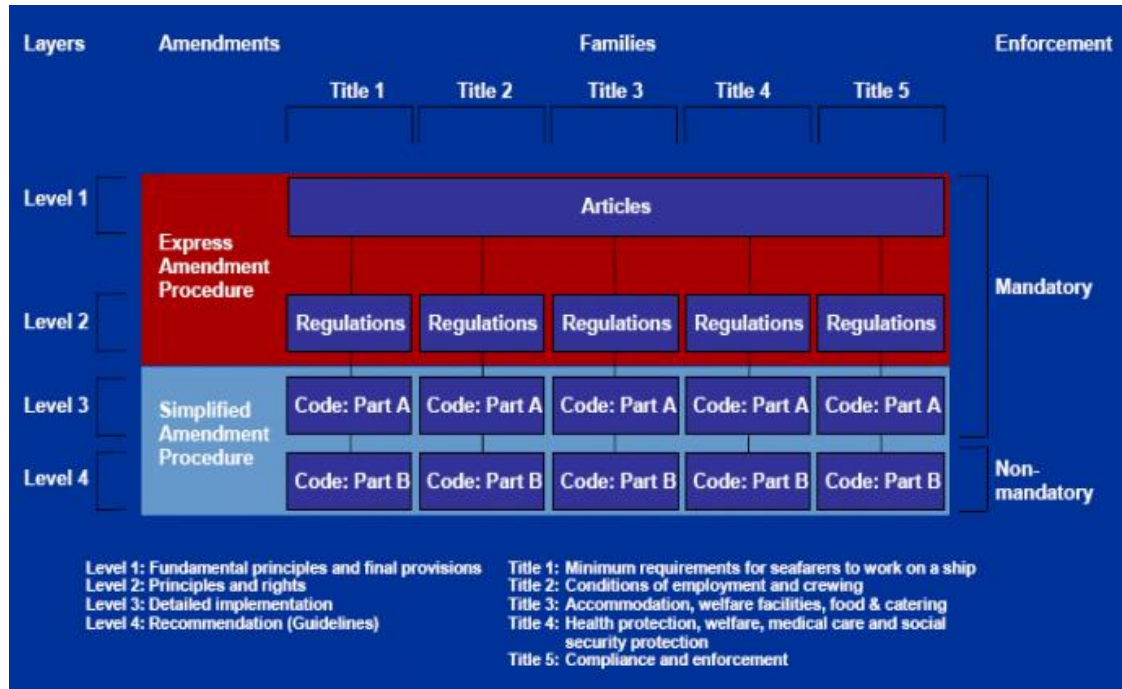 Layers Amendments Families Enforcement
Title 1 Title 2 Title 3 Title 4 Title 5
Level 1
Articles
Express
Amendment
Procedure
Mandatory
Level 2
Regulations Regulations Regulations Regulations Regulations
Level 3
Simplified
Amendment
Procedure
Code: Part A Code: Part A Code: Part A Code: Part A Code: Part A
Level 4
Code: Part B Code: Part B Code: Part B Code: Part B Code: Part B
Non-
mandatory
Level 1: Fundamental principles and final provisions
Level 2: Principles and rights
Level 3: Detailed implementation
Level 4: Recommendation (Guidelines)
Title 1: Minimum requirements for seafarers to work on a ship
Title 2: Conditions of employment and crewing
Title 3: Accommodation, welfare facilities, food & catering
Title 4: Health protection, welfare, medical care and social
security protection
Title 5: Compliance and enforcement